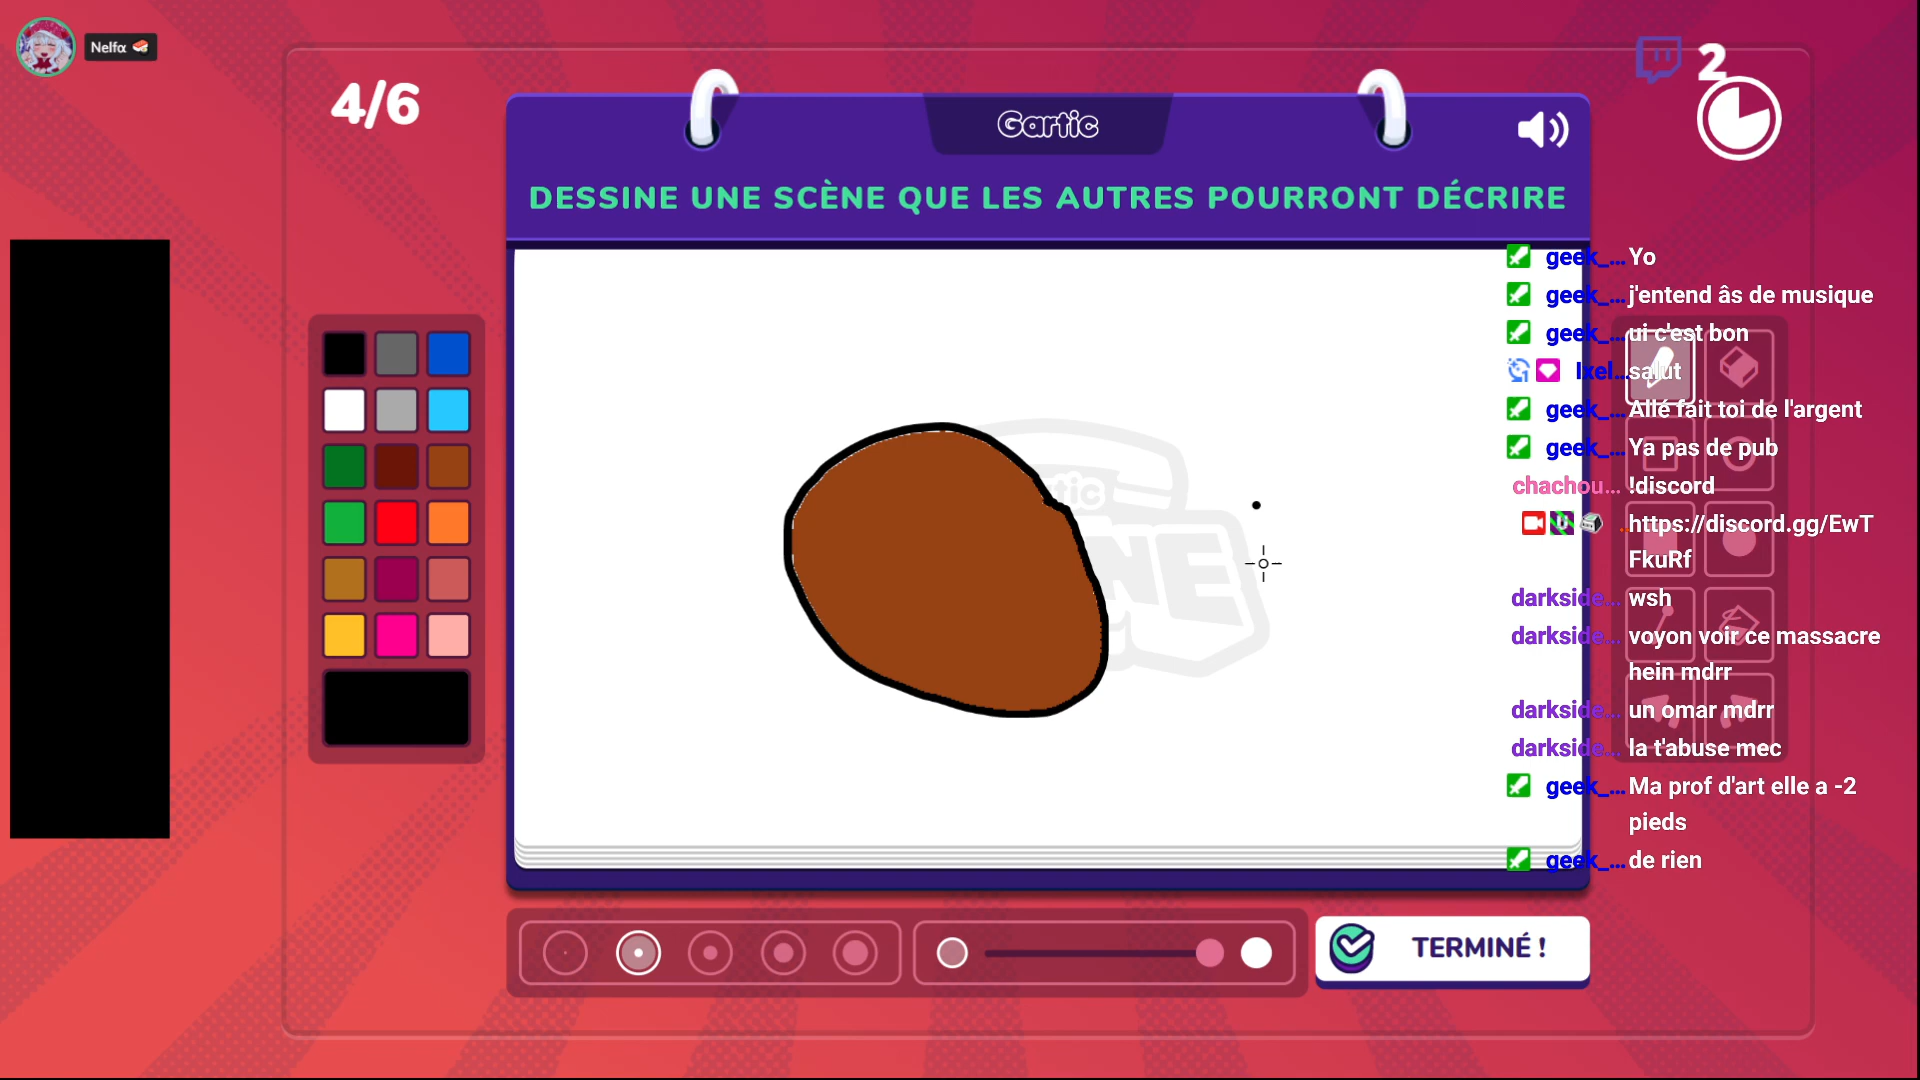 Nelfα
4/6
2
Gartic
DESSINE UNE SCÈNE QUE LES AUTRES POURRONT DÉCRIRE
geek_... Yo
geek_... j'entend âs de musique
geek_... ui c'est bon
Ixel... salut
geek_... Allé fait toi de l'argent
geek_... Ya pas de pub
chachou... !discord
https://discord.gg/EwT
FkuRf
darkside... wsh
darkside... voyon voir ce massacre
hein mdrr
darkside... un omar mdrr
darkside... la t'abuse mec
geek_... Ma prof d'art elle a -2
pieds
geek_... de rien
TERMINÉ !